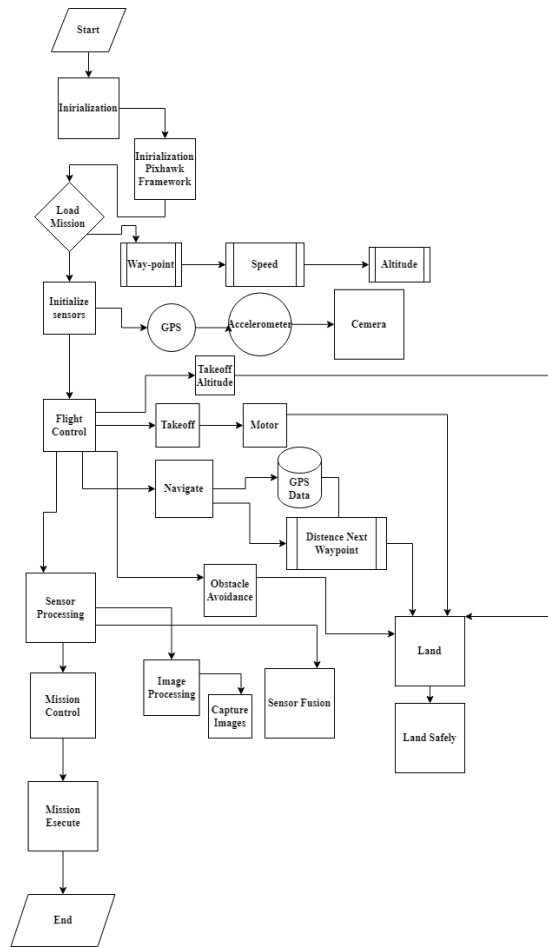 Start
Inirialization
Inirialization
Pixhawk
Framework
Load
Mission
Way-point
Speed
Altitude
Initialize
sensors
GPS
Accelerometer
Cemera
Takeoff
Altitude
Flight
Control
Takeoff
Motor
Navigate
GPS
Data
Distence Next
Waypoint
Sensor
Processing
Obstacle
Avoidance
Land
Image
Processing
Capture
Images
Sensor Fusion
Mission
Control
Land Safely
Mission
Esecute
End